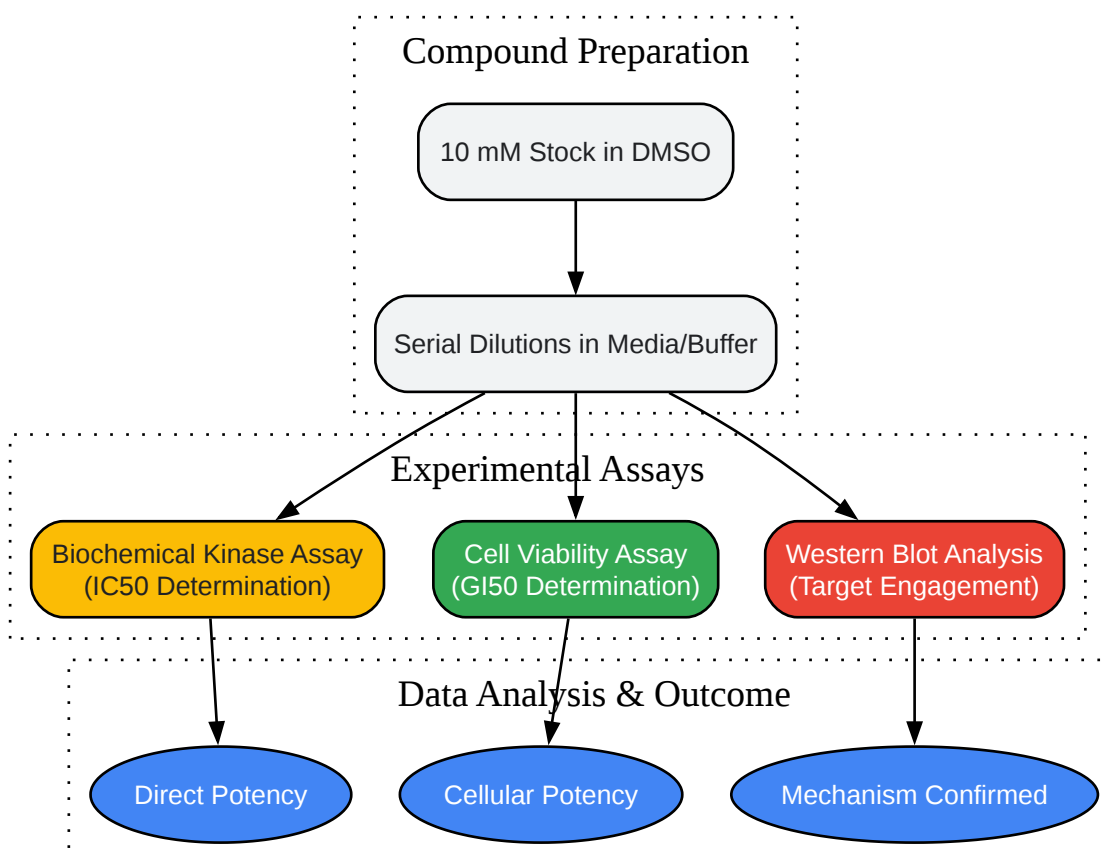 Compound Preparation
10 mM Stock in DMSO
Serial Dilutions in Media/Buffer
Experimental Assays
Biochemical Kinase Assay
(IC50 Determination)
Cell Viability Assay
(GI50 Determination)
Western Blot Analysis
(Target Engagement)
Data Analysis & Outcome
Direct Potency
Cellular Potency
Mechanism Confirmed